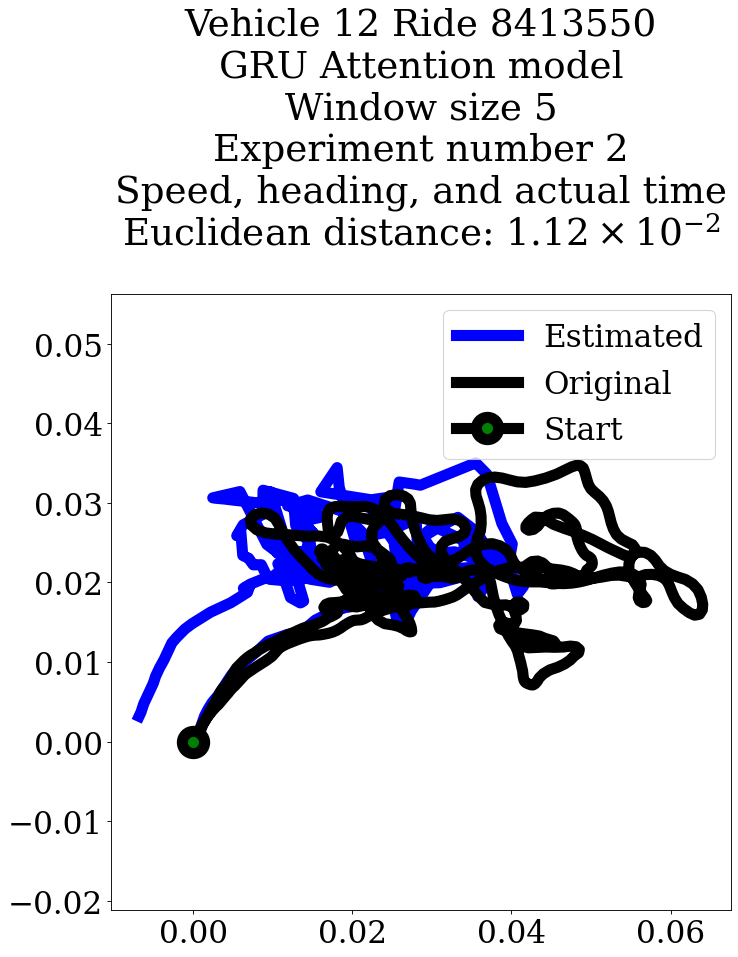 Vehicle 12 Ride 8413550
GRU Attention model
Window size 5
Experiment number 2
Speed, heading, and actual time
Euclidean distance: 1.12 × 10⁻²
Estimated
Original
Start
0.05
0.04
0.03
0.02
0.01
0.00
−0.01
−0.02
0.00 0.02 0.04 0.06